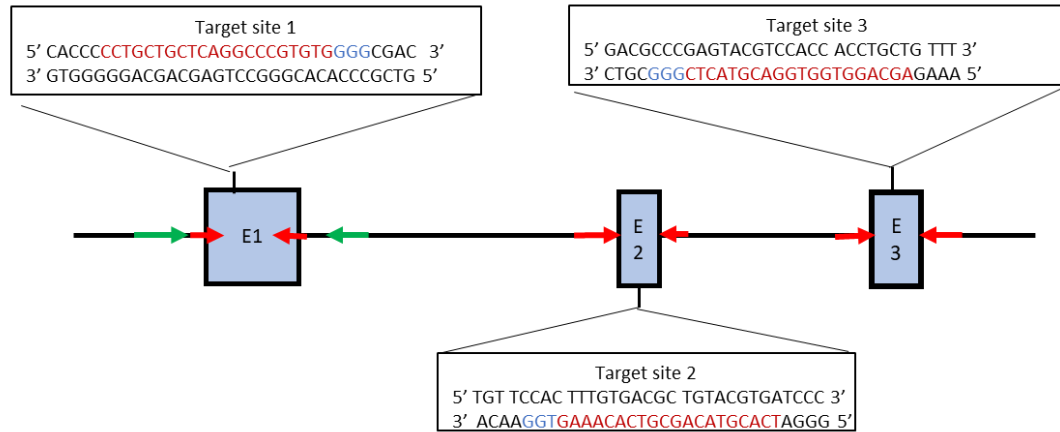 Target site 1
5’ CACCCCCTGCTGCTCAGGCCCGTGTGGGGCGAC 3’
3’ GTGGGGGACGACGAGTCCGGGCACACCCGCTG 5’
Target site 3
5’ GACGCCCGAGTACGTCCACC ACCTGCTG TTT 3’
3’ CTGCGGGCTCATGCAGGTGGTGGACGAGAAA 5’
E1
E
2
E
3
Target site 2
5’ TGT TCCAC TTTGTGACGC TGTACGTGATCCC 3’
3’ ACAAGGTGAAACACTGCGACATGCACTAGGG 5’